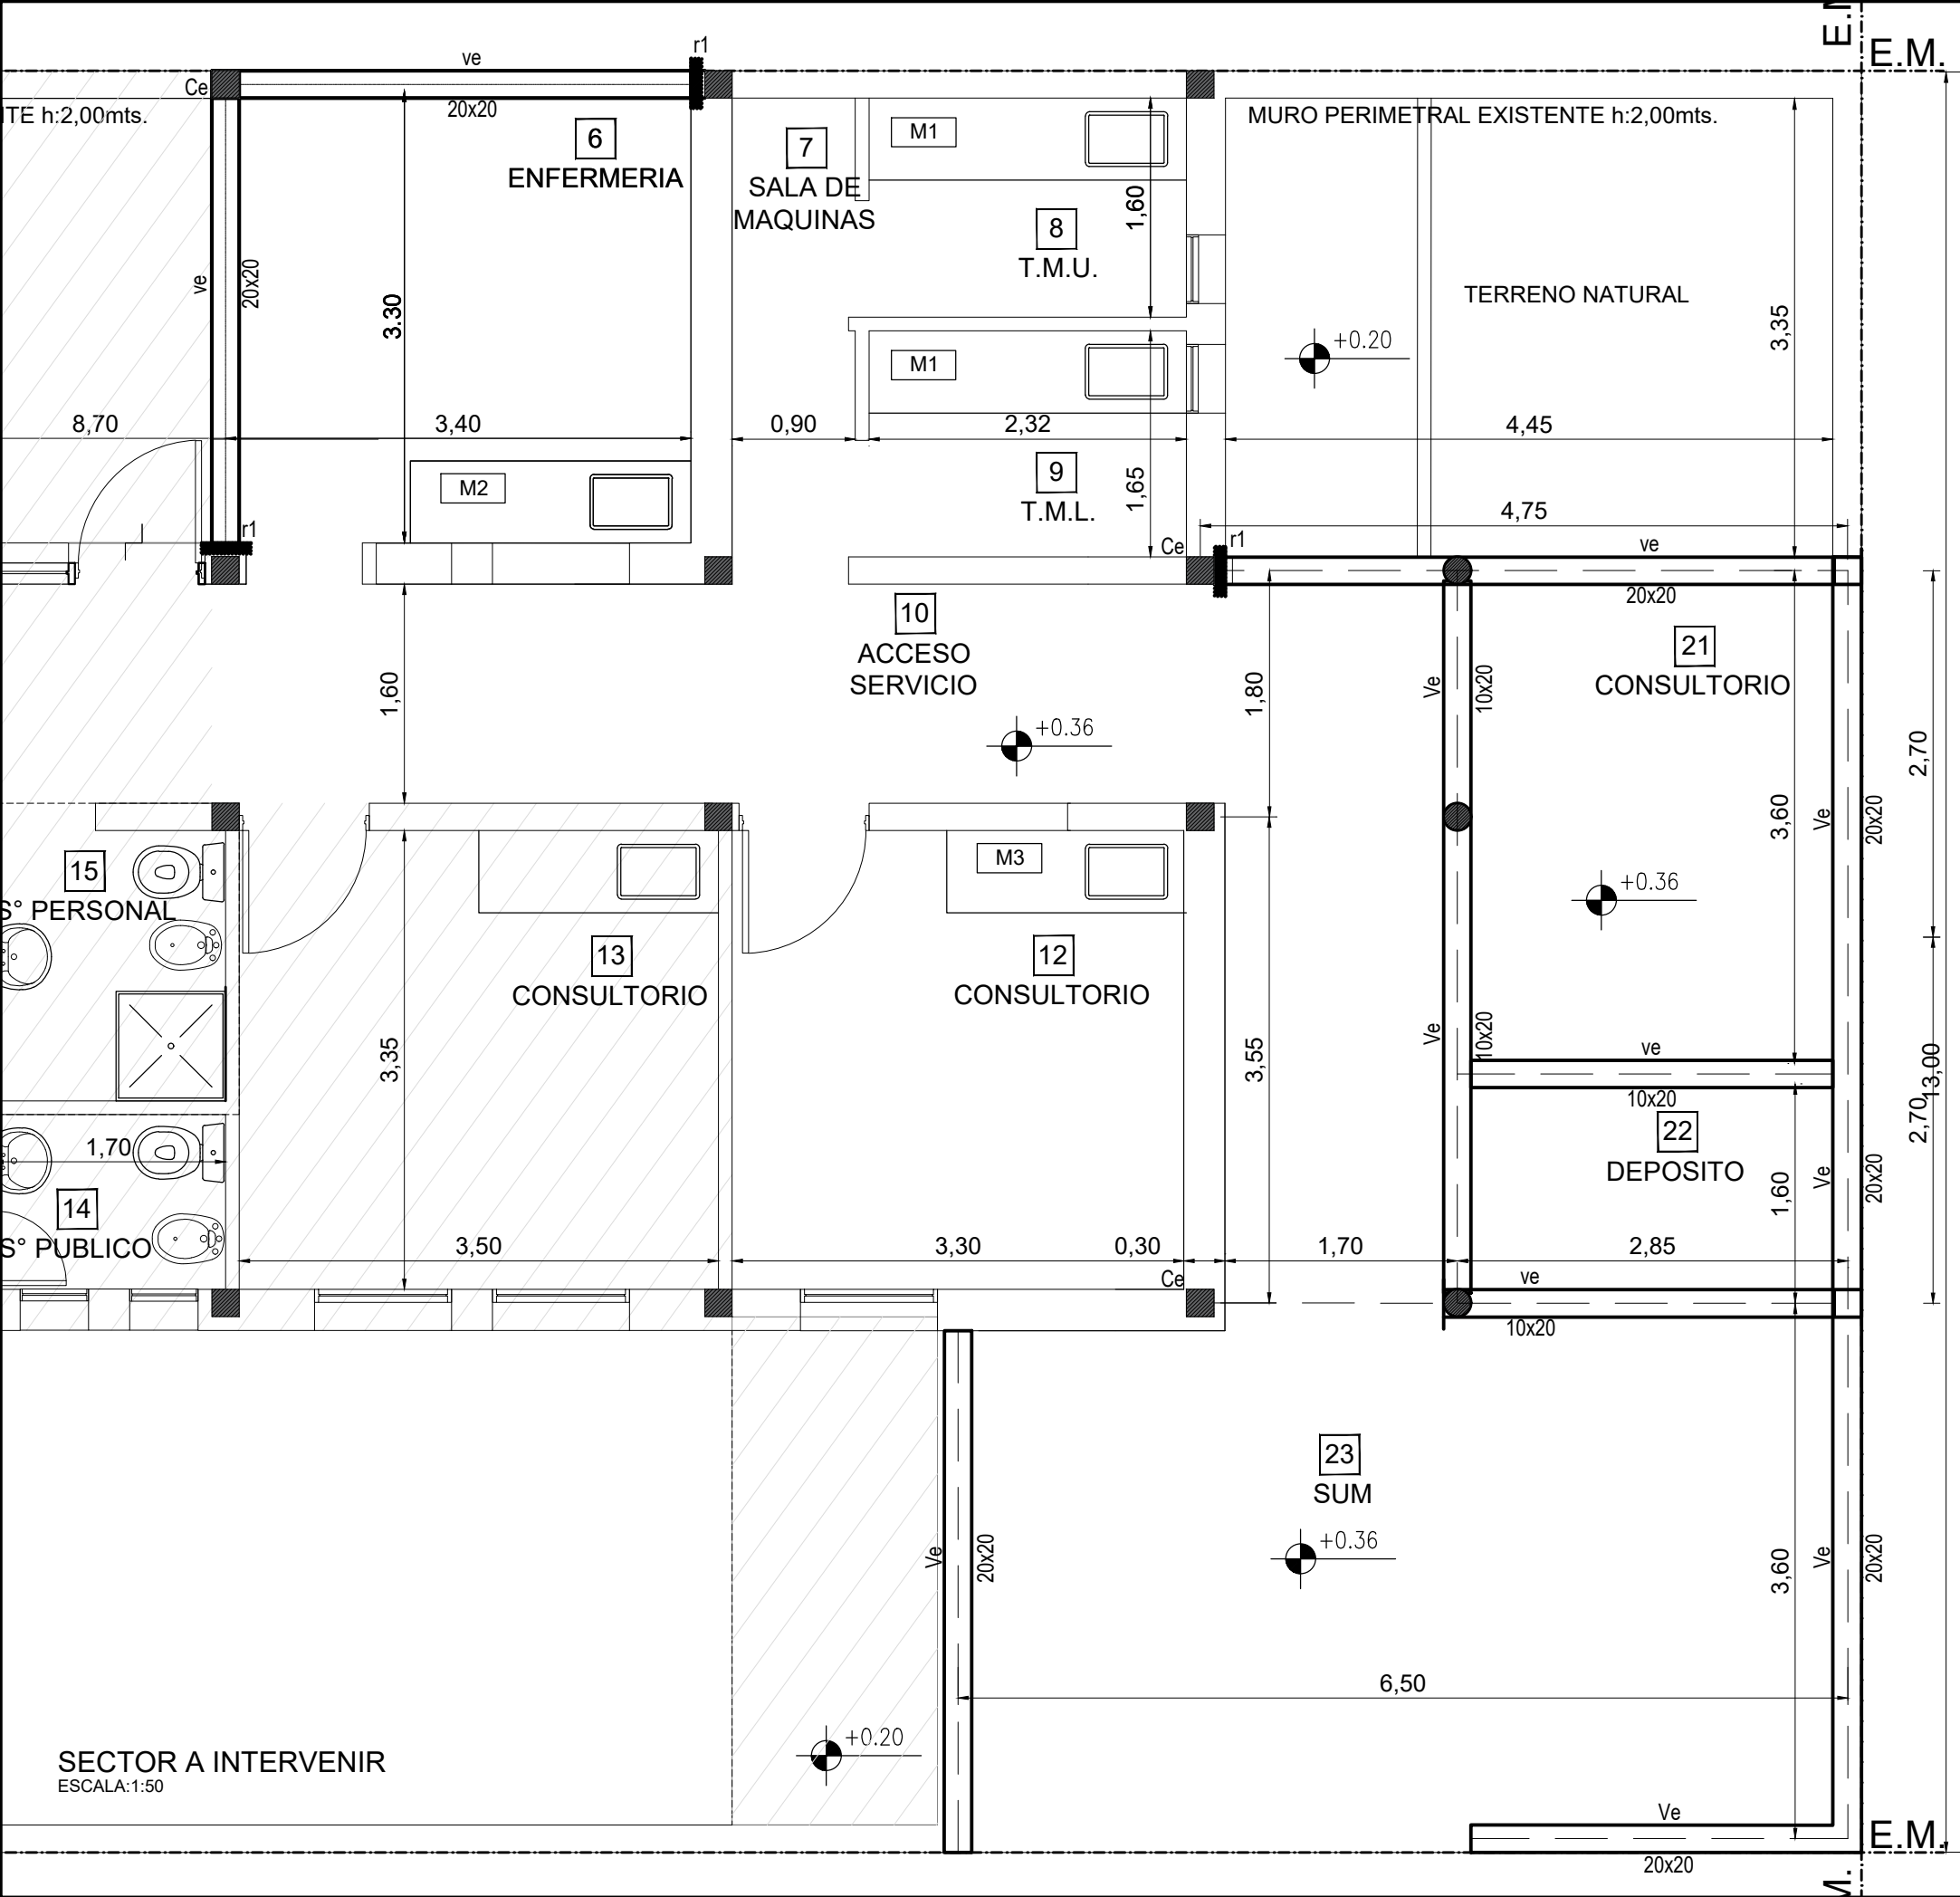 E.M.
r1
ve
Ce
20x20
MURO PERIMETRAL EXISTENTE h:2,00mts.
h:2,00mts.
6
ENFERMERIA
7
SALA DE
MAQUINAS
M1
1,60
8
T.M.U.
ve
20x20
3.30
TERRENO NATURAL
3,35
+0.20
M1
8,70
3,40
0,90
2,32
4,45
M2
9
T.M.L.
1,65
4,75
r1
Ce
r1
ve
20x20
10
ACCESO
SERVICIO
21
CONSULTORIO
1,60
1,80
Ve
10x20
+0.36
2,70
3,60
Ve
20x20
15
S° PERSONAL
M3
+0.36
13
CONSULTORIO
12
CONSULTORIO
3,35
3,55
Ve
10x20
ve
10x20
13,00
2,70
1,70
22
DEPOSITO
1,60
Ve
20x20
14
S° PUBLICO
3,50
3,30
0,30
1,70
2,85
Ce
ve
10x20
23
SUM
Ve
20x20
+0.36
3,60
Ve
20x20
6,50
+0.20
SECTOR A INTERVENIR
ESCALA:1:50
Ve
20x20
E.M.